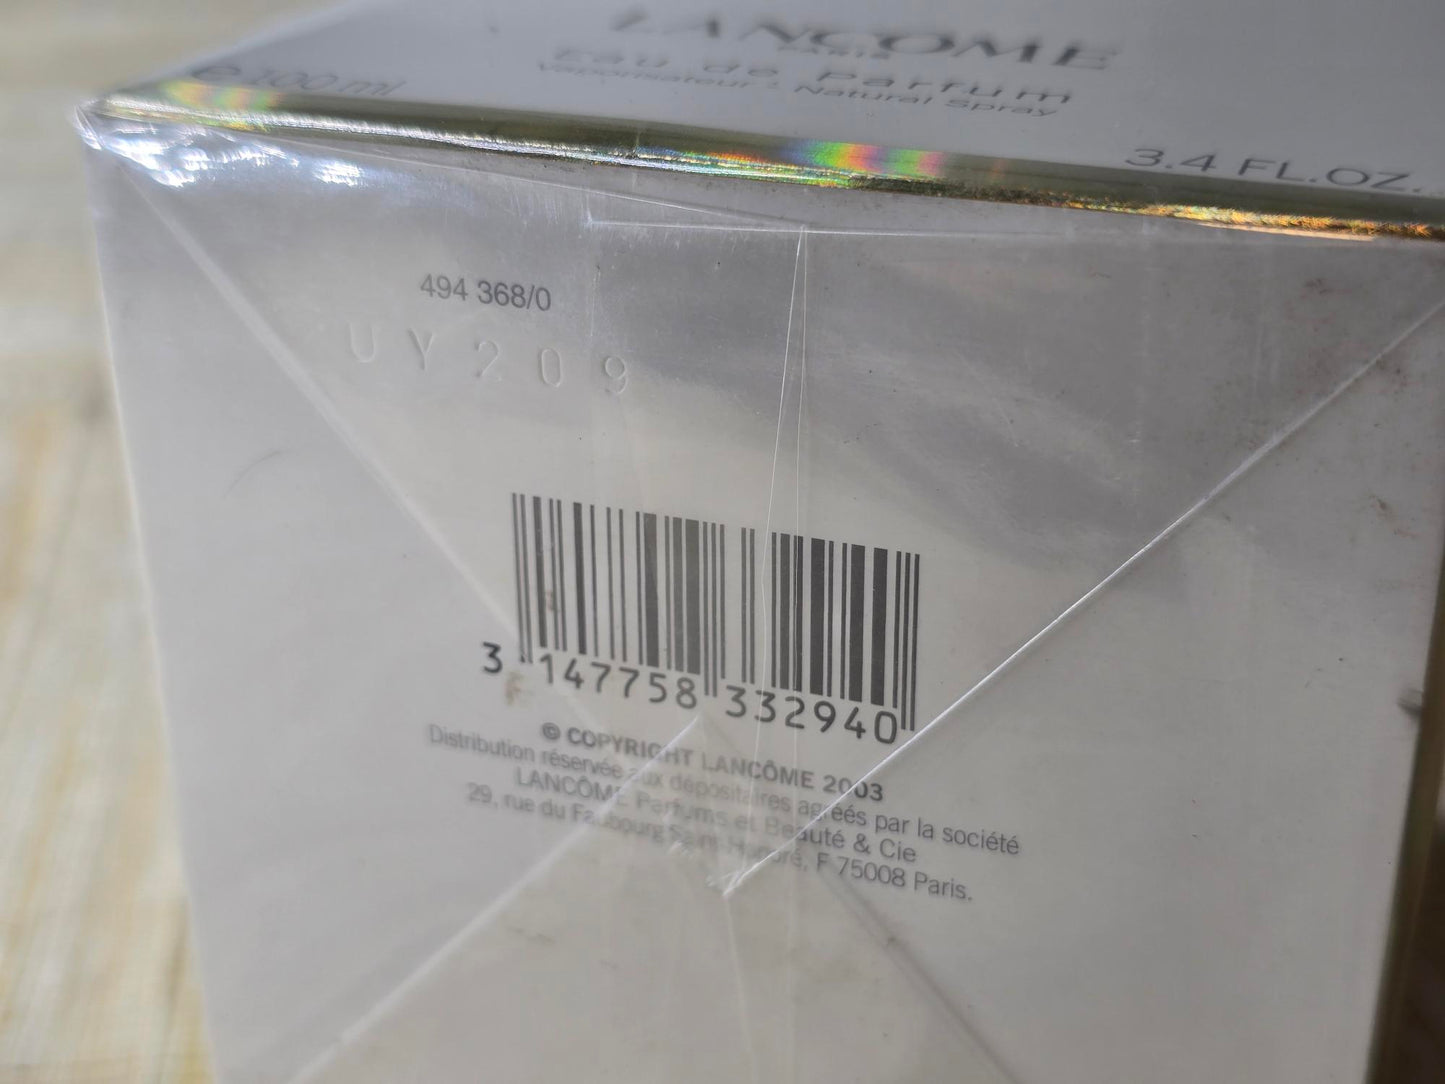 LANCÔME
PARIS
Eau de Parfum
Vaporisateur - Natural Spray
e 100 ml
3.4 FL.OZ.
494 368/0
UY209
3 147758 332940
© COPYRIGHT LANCÔME 2003
Distribution réservée aux dépositaires agréés par la société
LANCÔME Parfums et Beauté & Cie
29, rue du Faubourg Saint-Honoré, F 75008 Paris.